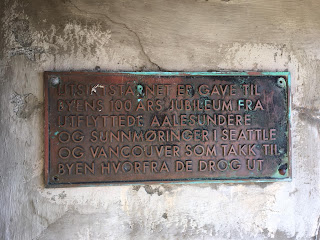 UTSIKTSTÅRNET ER GAVE TIL
BYENS 100 ÅRS JUBILEUM FRA
UTFLYTTEDE AALESUNDERE
OG SUNNMØRINGER I SEATTLE
OG VANCOUVER SOM TAKK TIL
BYEN HVORFRA DE DROG UT